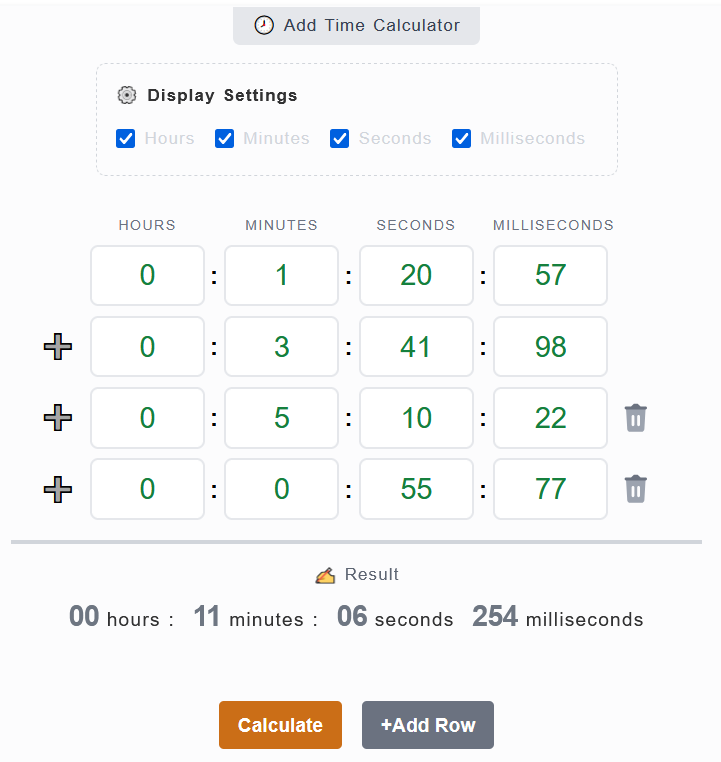 Add Time Calculator
Display Settings
Hours Minutes Seconds Milliseconds
HOURS MINUTES SECONDS MILLISECONDS
0 : 1 : 20 : 57
0 : 3 : 41 : 98
0 : 5 : 10 : 22
0 : 0 : 55 : 77
Result
00 hours : 11 minutes : 06 seconds 254 milliseconds
Calculate +Add Row